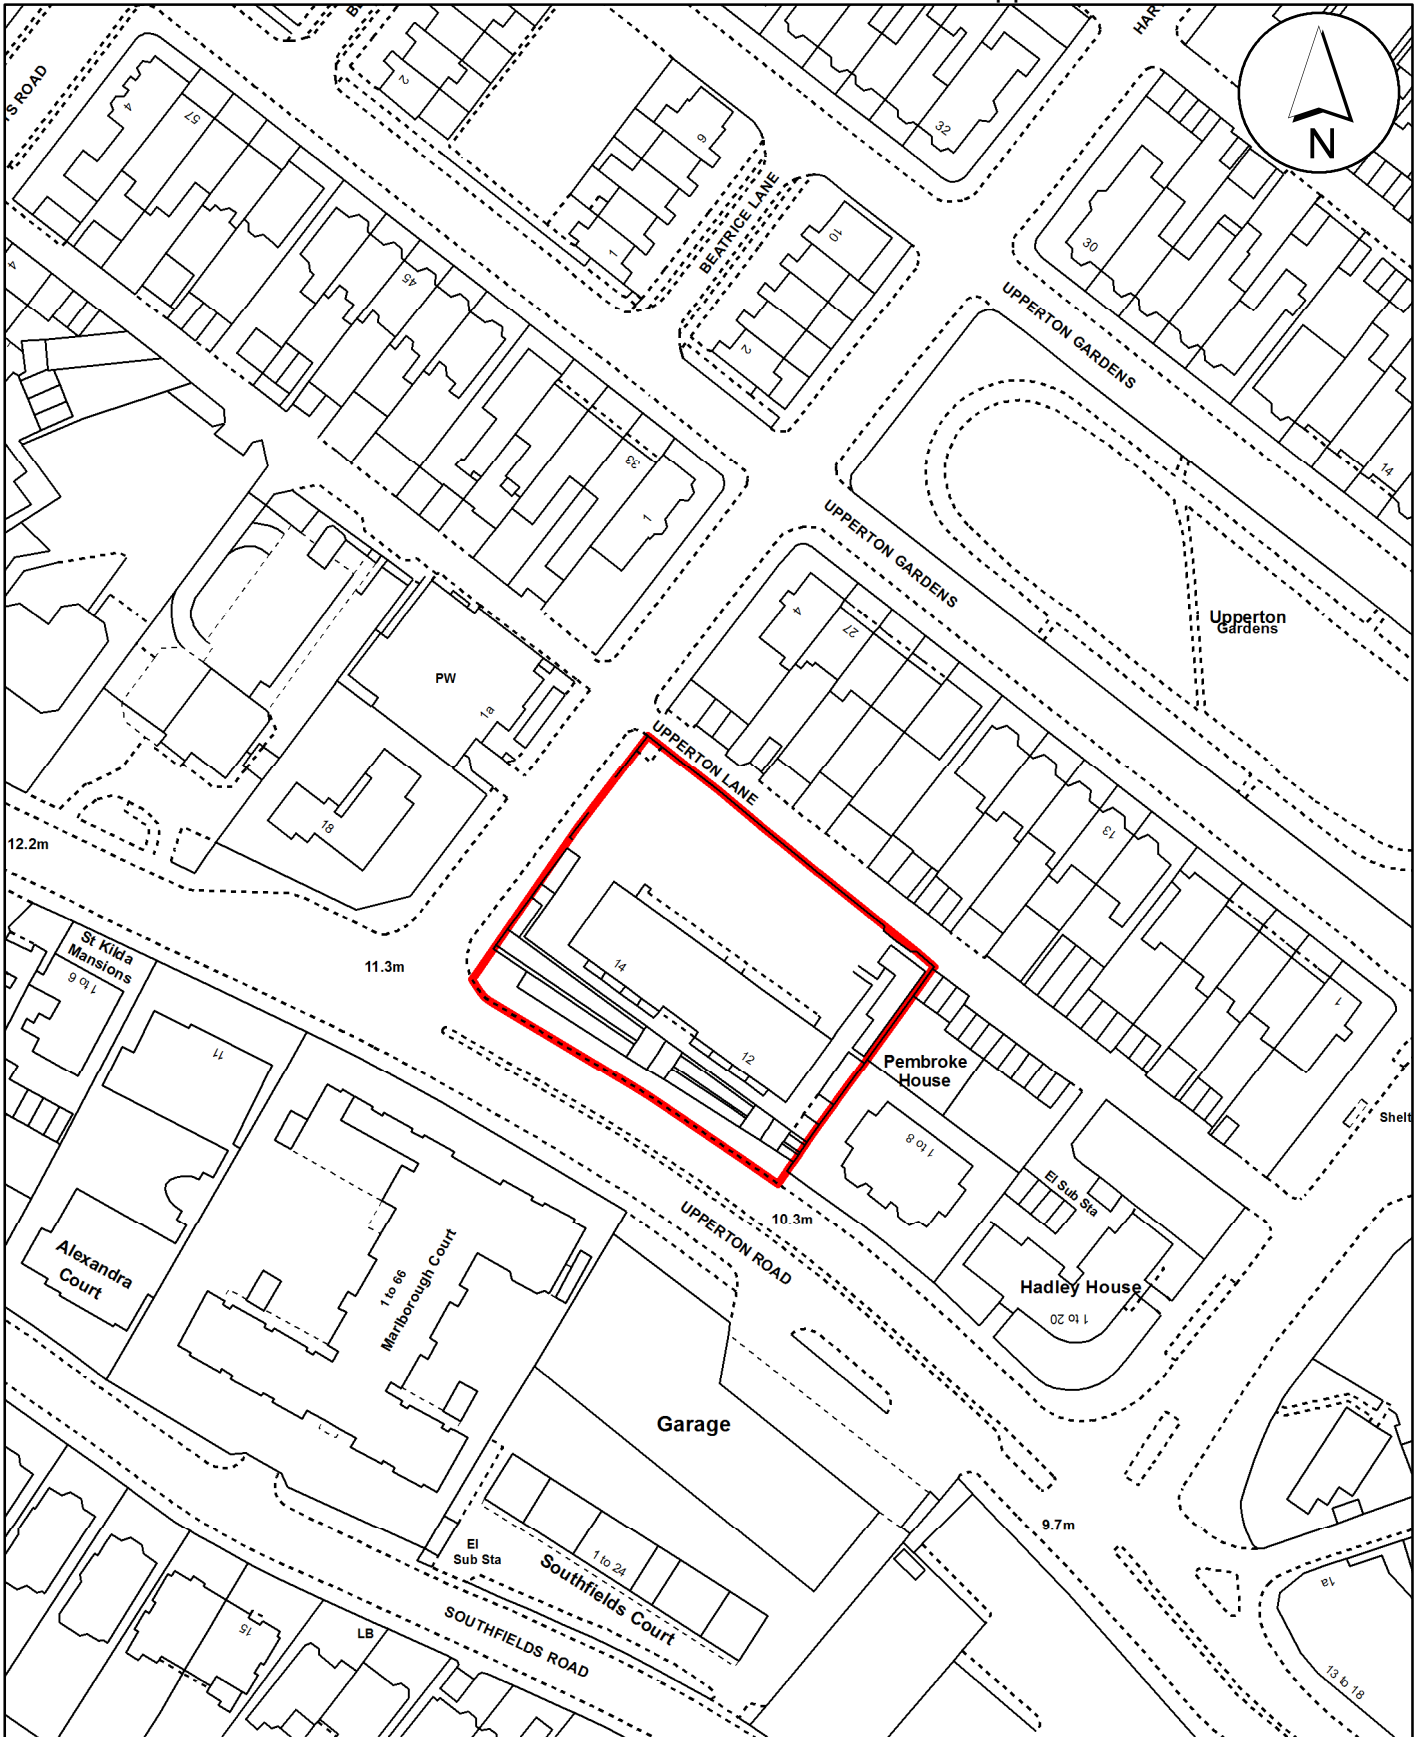 S ROAD
4
57
2
B
6
1
BEATRICE LANE
10
2
32
HAR
N
30
UPPERTON GARDENS
14
4
45
33
1
UPPERTON GARDENS
Upperton
Gardens
4
27
PW
1a
UPPERTON LANE
13
18
12.2m
St Kilda
Mansions
1 to 6
11.3m
14
12
1
Pembroke
House
1 to 8
Shelt
11
El Sub Sta
10.3m
UPPERTON ROAD
Hadley House
1 to 20
Alexandra
Court
1 to 66
Marlborough Court
Garage
9.7m
El
Sub Sta
1 to 24
Southfields Court
1a
SOUTHFIELDS ROAD
15
LB
13 to 18